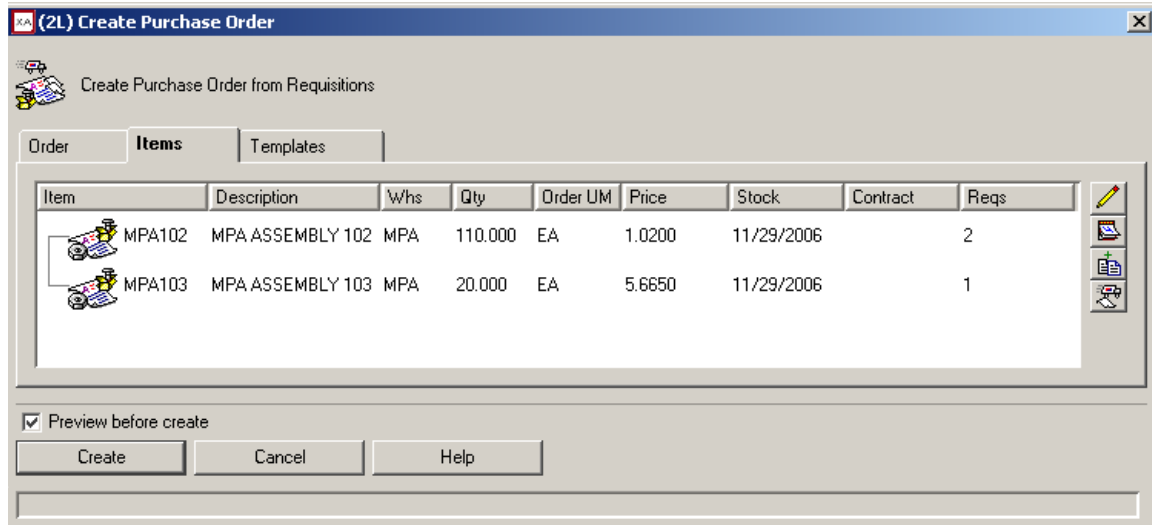 XA (2L) Create Purchase Order
Create Purchase Order from Requisitions
Order Items Templates
Item Description Whs Qty Order UM Price Stock Contract Reqs
MPA102 MPA ASSEMBLY 102 MPA 110.000 EA 1.0200 11/29/2006 2
MPA103 MPA ASSEMBLY 103 MPA 20.000 EA 5.6650 11/29/2006 1
Preview before create
Create Cancel Help